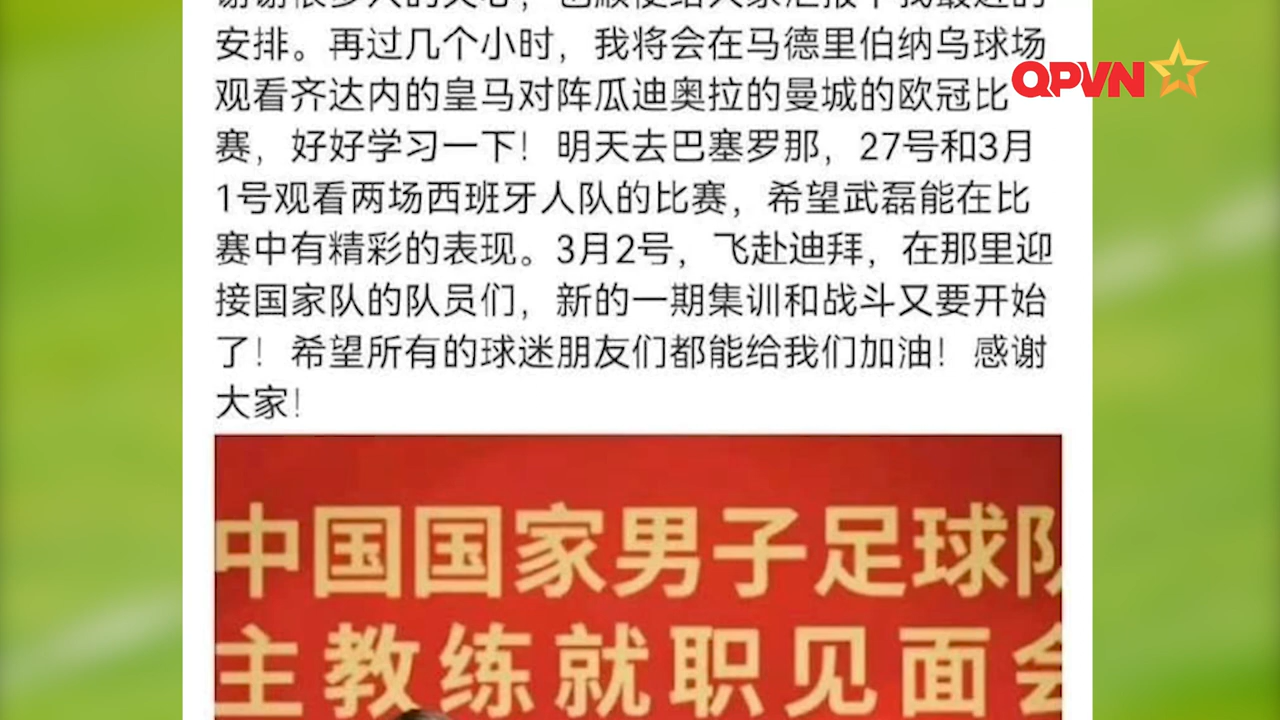 安排。再过几个小时，我将会在马德里伯纳乌球场
QPVN
观看齐达内的皇马对阵瓜迪奥拉的曼城的欧冠比
赛，好好学习一下！明天去巴塞罗那，27号和3月
1号观看两场西班牙人队的比赛，希望武磊能在比
赛中有精彩的表现。3月2号，飞赴迪拜，在那里迎
接国家队的队员们，新的一期集训和战斗又要开始
了！希望所有的球迷朋友们都能给我们加油！感谢
大家！
中国国家男子足球队
主教练就职见面会